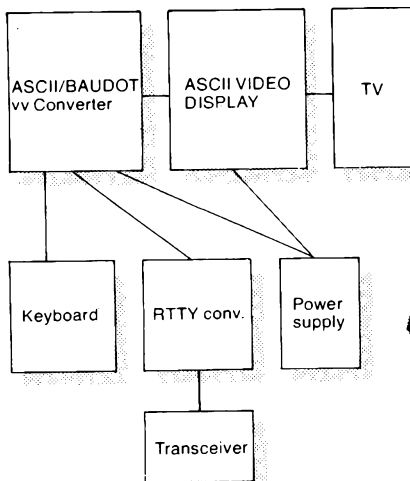 ASCII/BAUDOT
vv Converter
ASCII VIDEO
DISPLAY
TV
Keyboard
RTTY conv.
Power
supply
Transceiver